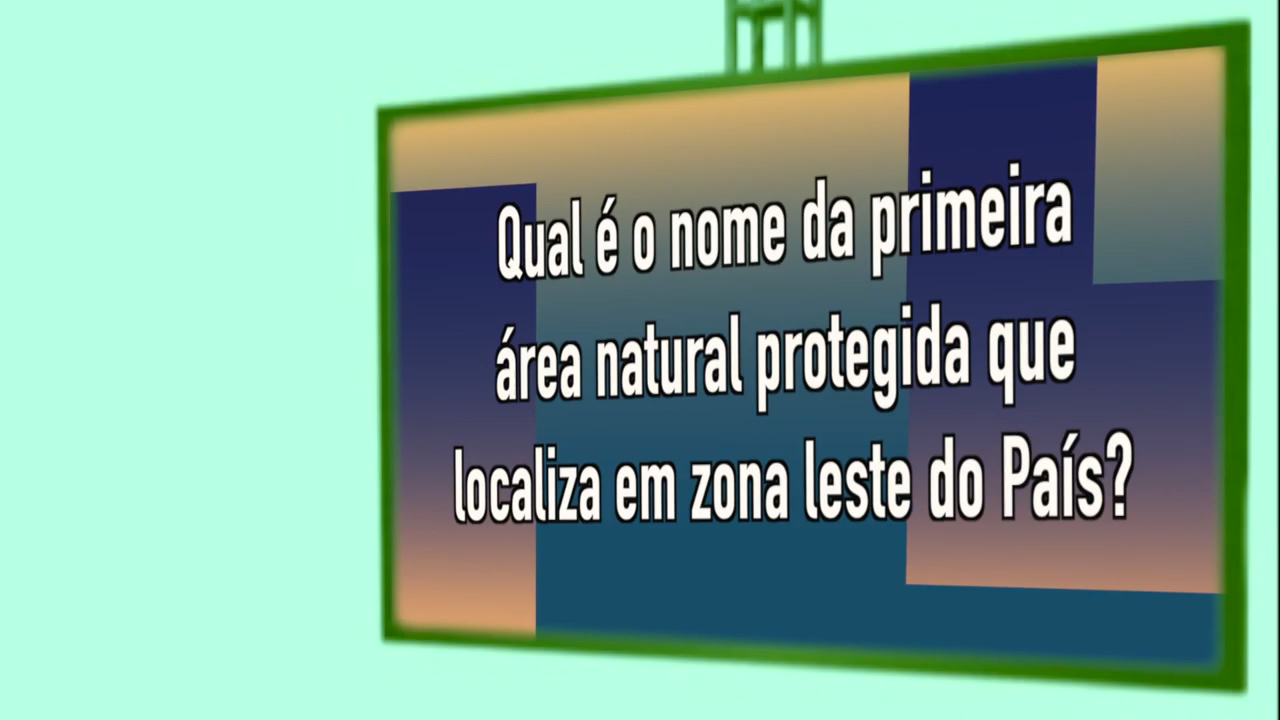 Qual é o nome da primeira
área natural protegida que
localiza em zona leste do País?